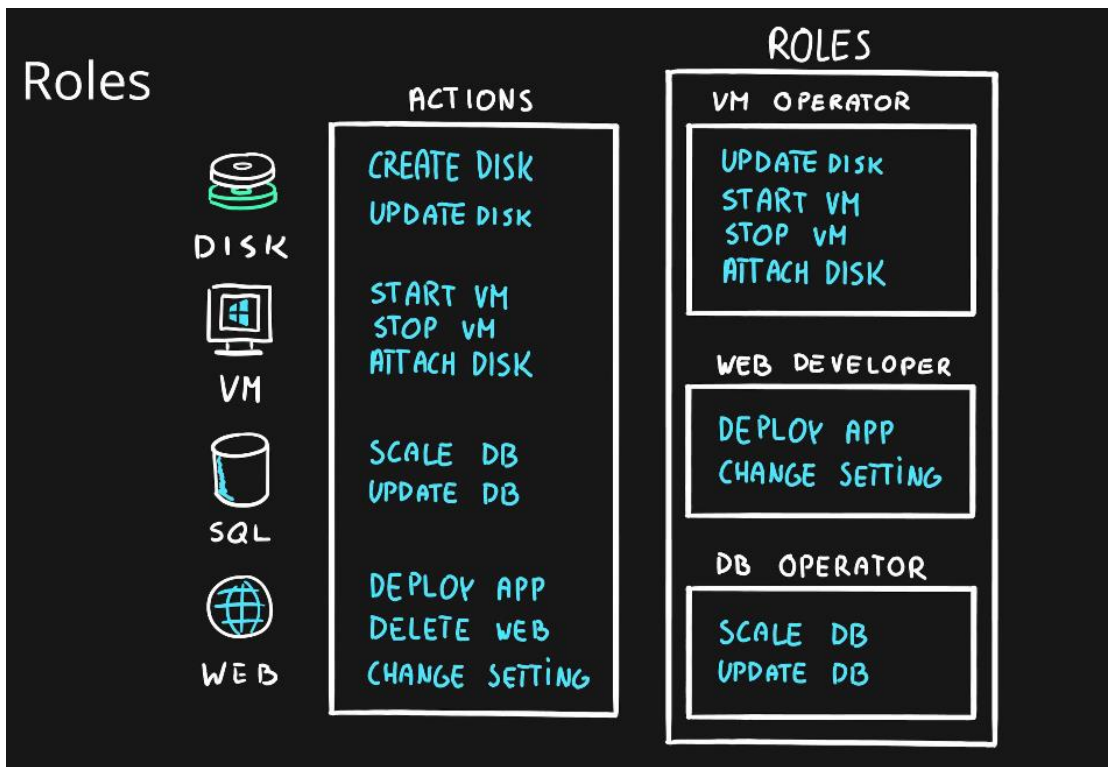 Roles
DISK
VM
SQL
WEB
ACTIONS
CREATE DISK
UPDATE DISK
START VM
STOP VM
ATTACH DISK
SCALE DB
UPDATE DB
DEPLOY APP
DELETE WEB
CHANGE SETTING
ROLES
VM OPERATOR
UPDATE DISK
START VM
STOP VM
ATTACH DISK
WEB DEVELOPER
DEPLOY APP
CHANGE SETTING
DB OPERATOR
SCALE DB
UPDATE DB